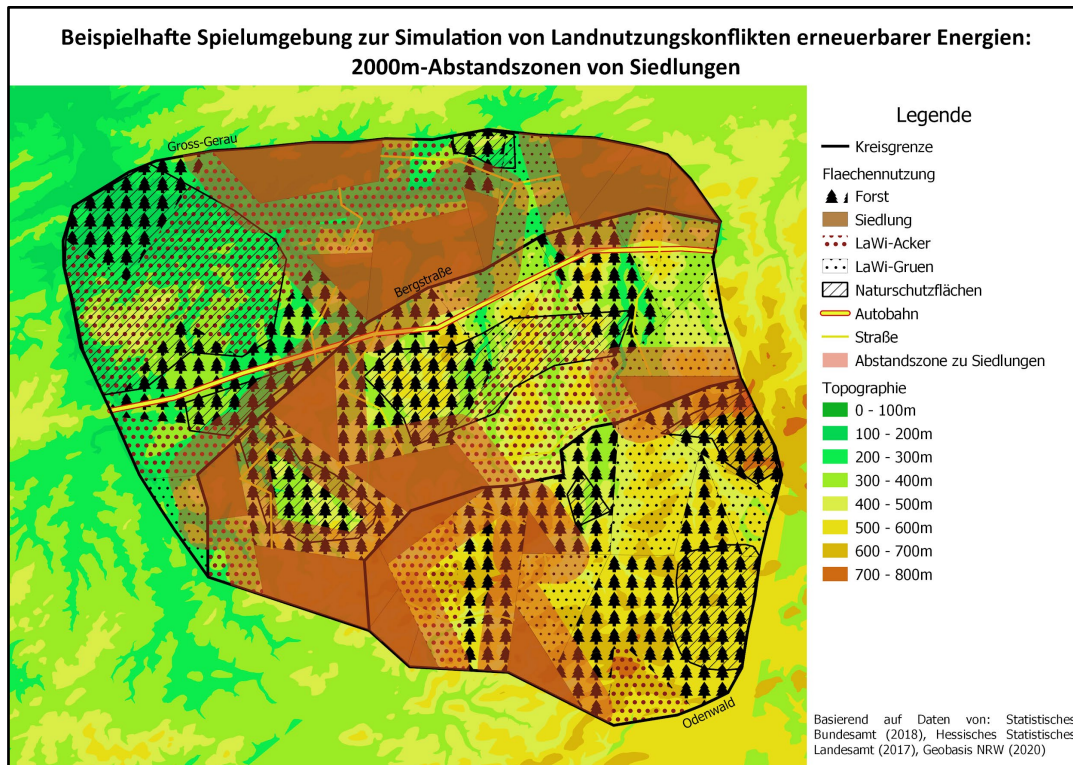 Beispielhafte Spielumgebung zur Simulation von Landnutzungskonflikten erneuerbarer Energien:
2000m-Abstandszonen von Siedlungen
Gross-Gerau
Bergstraße
Odenwald
Legende
Kreisgrenze
Flaechennutzung
Forst
Siedlung
LaWi-Acker
LaWi-Gruen
Naturschutzflächen
Autobahn
Straße
Abstandszone zu Siedlungen
Topographie
0 - 100m
100 - 200m
200 - 300m
300 - 400m
400 - 500m
500 - 600m
600 - 700m
700 - 800m
Basierend auf Daten von: Statistisches
Bundesamt (2018), Hessisches Statistisches
Landesamt (2017), Geobasis NRW (2020)